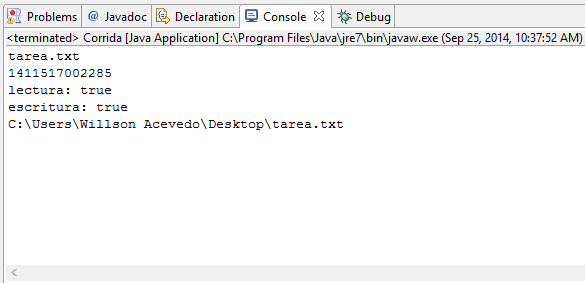 Problems @ Javadoc Declaration Console Debug
<terminated> Corrida [Java Application] C:\Program Files\Java\jre7\bin\javaw.exe (Sep 25, 2014, 10:37:52 AM)
tarea.txt
1411517002285
lectura: true
escritura: true
C:\Users\Willson Acevedo\Desktop\tarea.txt